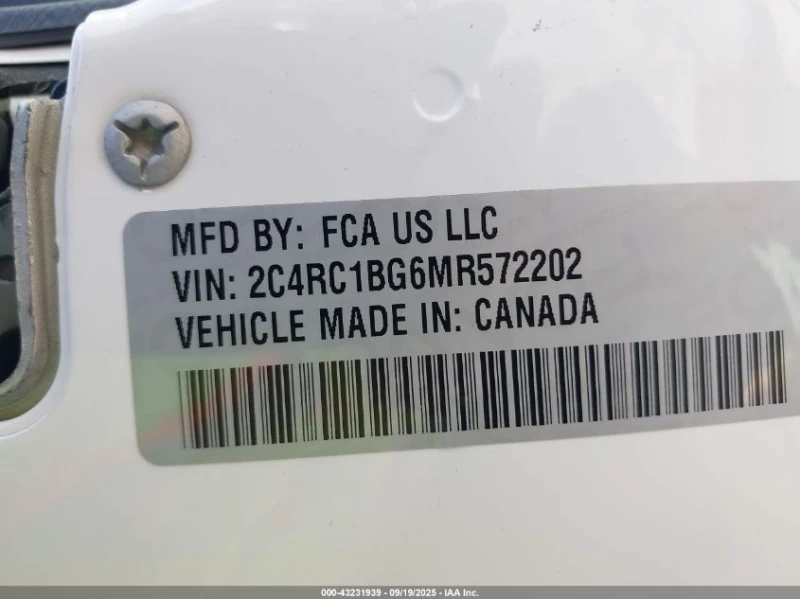 MFD BY: FCA US LLC
VIN: 2C4RC1BG6MR572202
VEHICLE MADE IN: CANADA
000-43231939 - 09/19/2025 - IAA Inc.